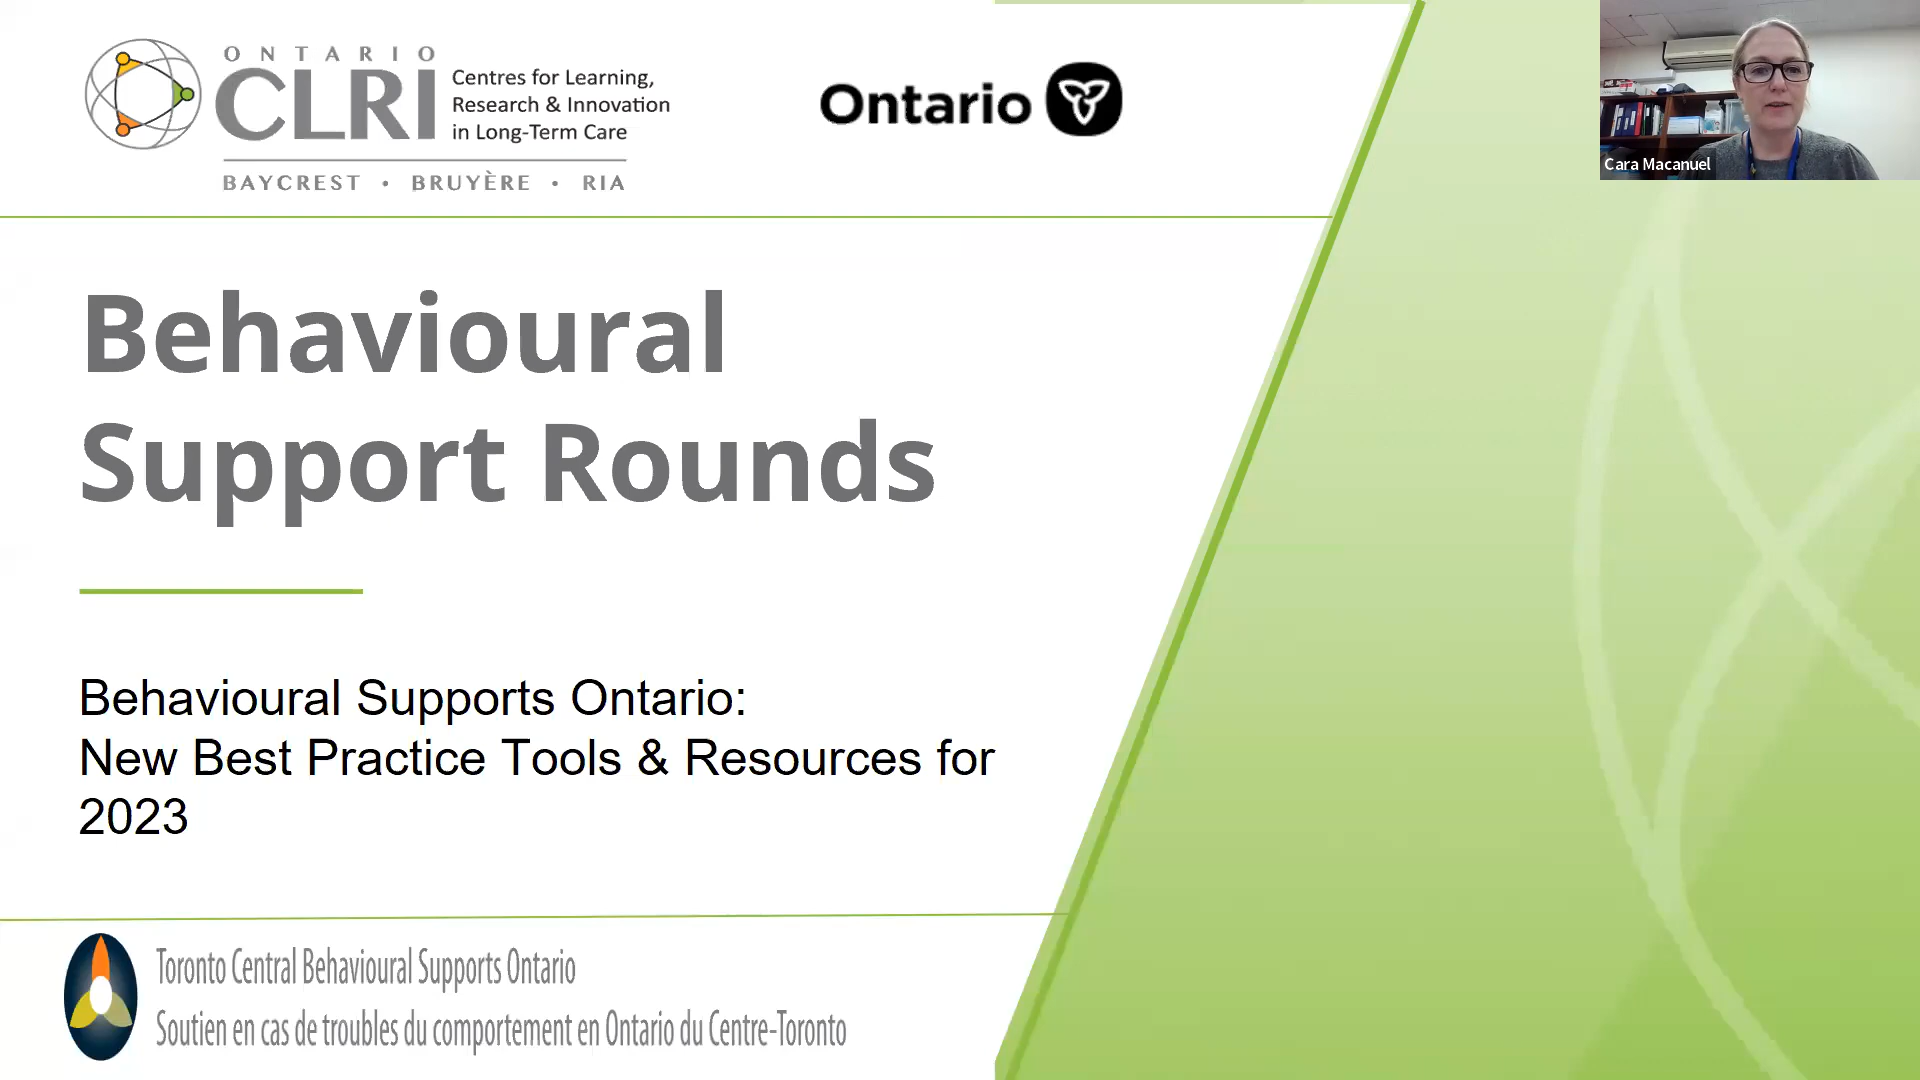 ONTARIO
CLRI
Centres for Learning,
Research & Innovation
in Long-Term Care
BAYCREST • BRUYÈRE • RIA
Ontario
Cara Macanuel
Behavioural
Support Rounds
Behavioural Supports Ontario:
New Best Practice Tools & Resources for
2023
Toronto Central Behavioural Supports Ontario
Soutien en cas de troubles du comportement en Ontario du Centre-Toronto